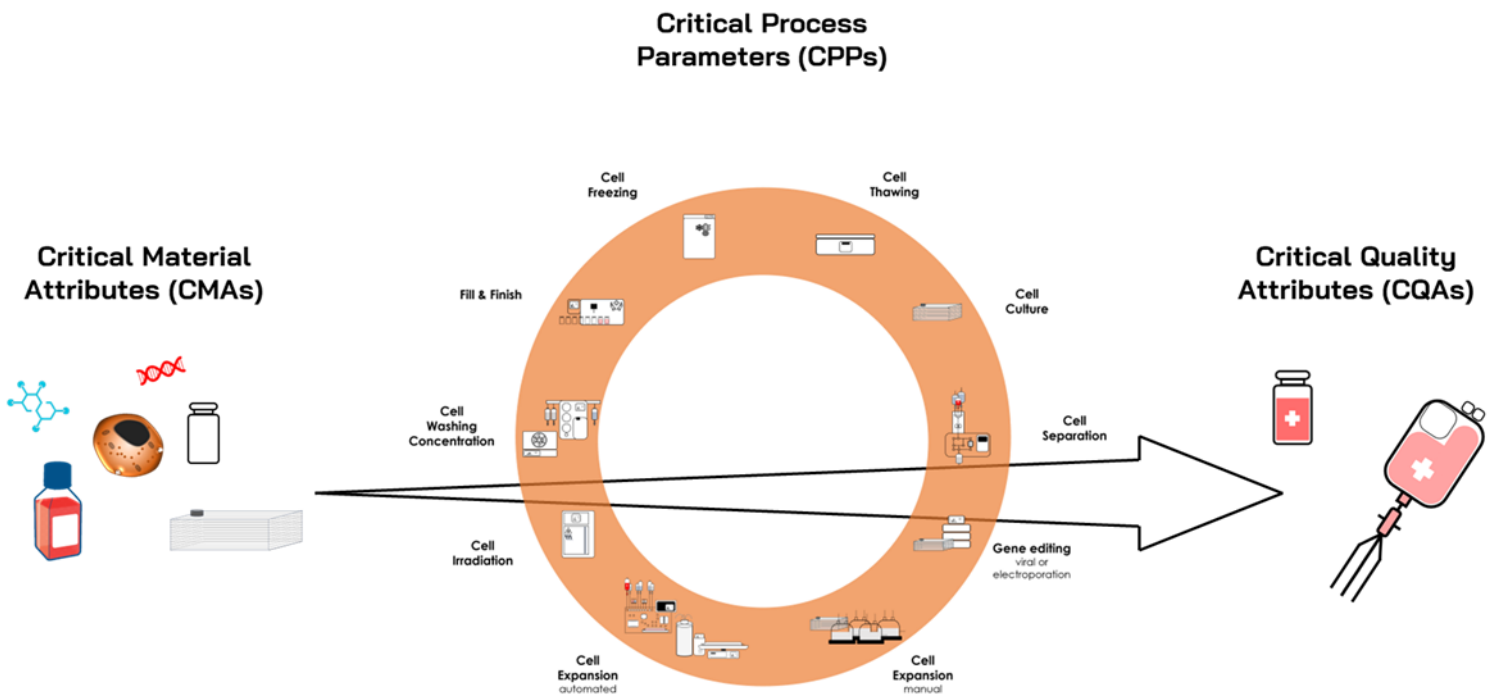 Critical Process
Parameters (CPPs)
Cell
Freezing
Cell
Thawing
Critical Material
Attributes (CMAs)
Critical Quality
Attributes (CQAs)
Fill & Finish
Cell
Culture
Cell
Washing
Concentration
Cell
Separation
Cell
Irradiation
Gene editing
viral or
electroporation
Cell
Expansion
automated
Cell
Expansion
manual